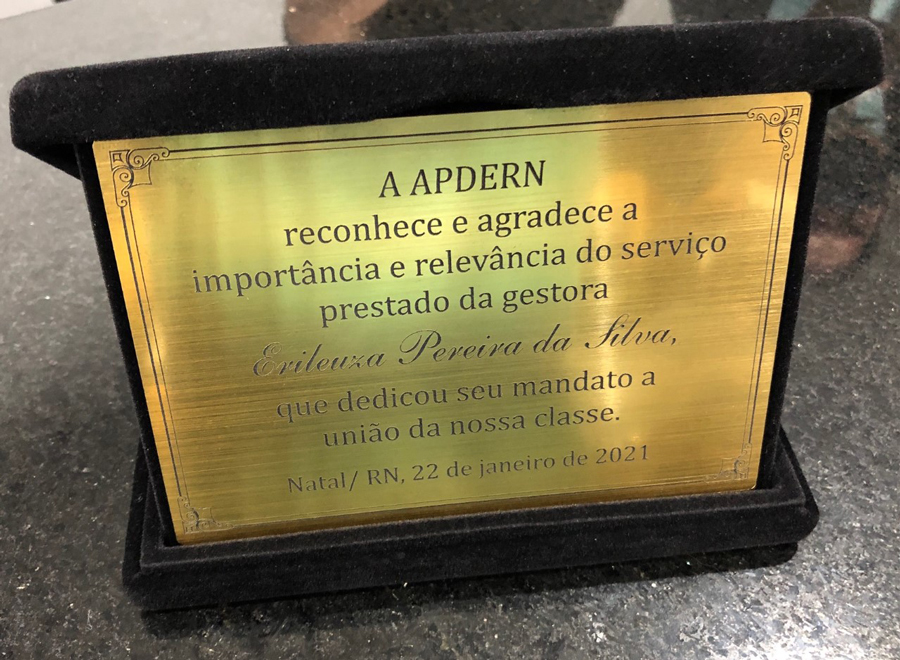 A APDERN
reconhece e agradece a
importância e relevância do serviço
prestado da gestora
Erileuza Pereira da Silva,
que dedicou seu mandato a
união da nossa classe.
Natal/ RN, 22 de janeiro de 2021